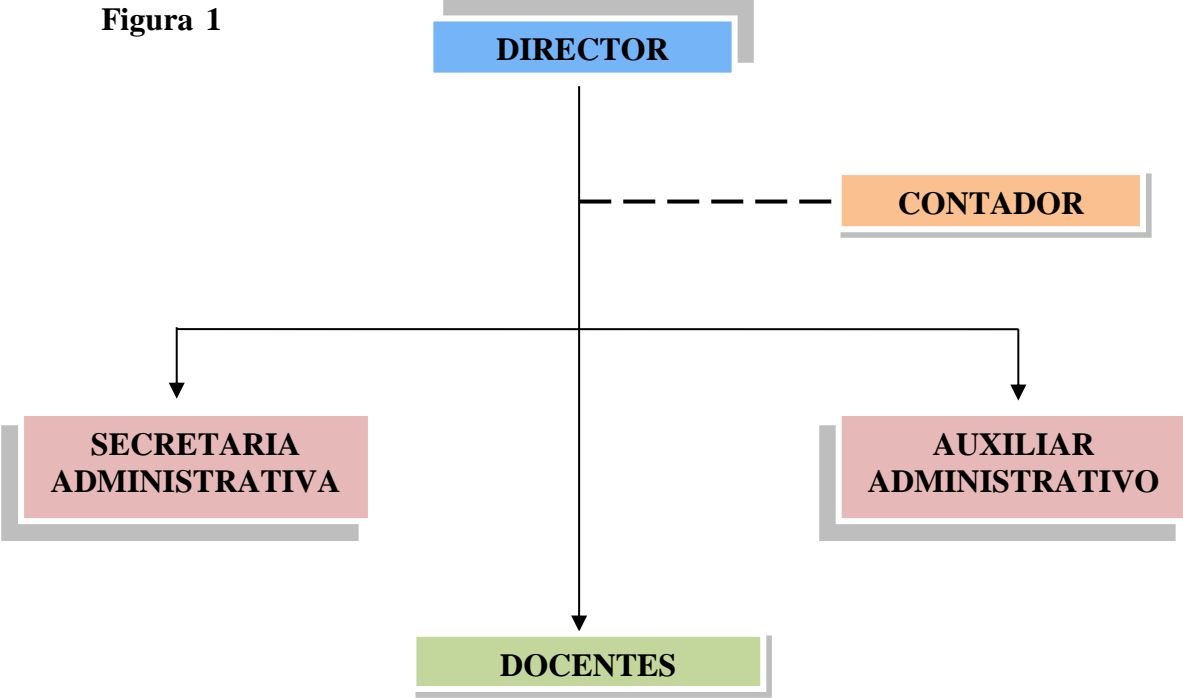 Figura 1
DIRECTOR
CONTADOR
SECRETARIA
ADMINISTRATIVA
AUXILIAR
ADMINISTRATIVO
DOCENTES